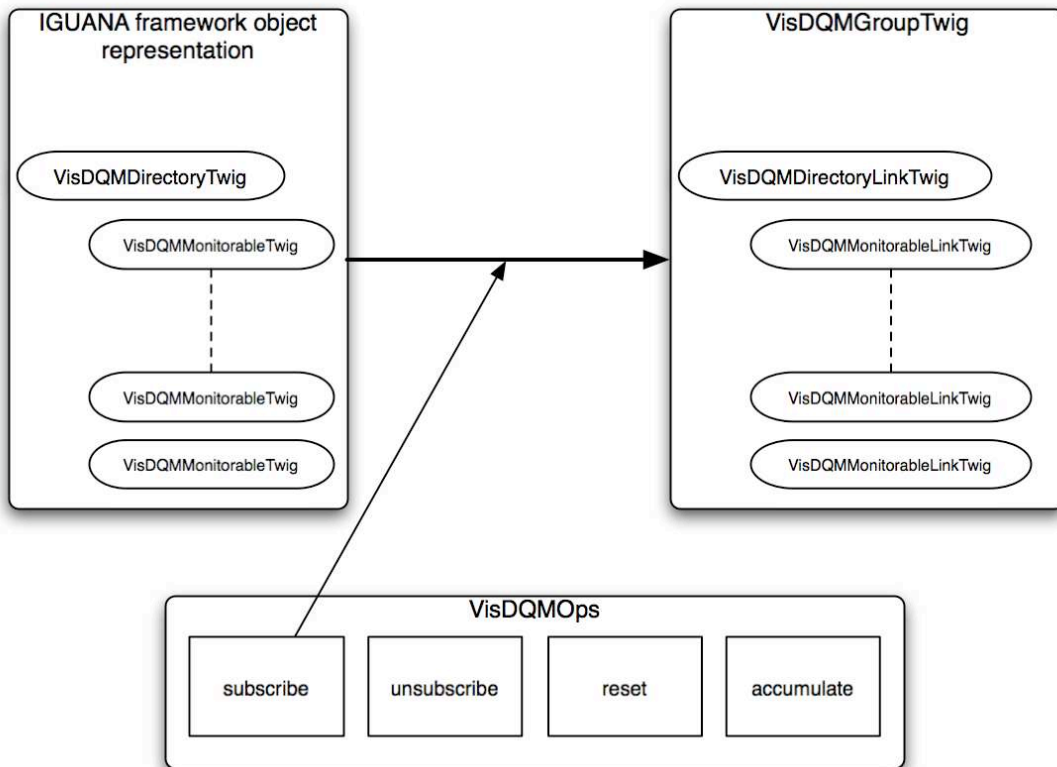 IGUANA framework object
representation
VisDQMDirectoryTwig
VisDQMMonitorableTwig
VisDQMMonitorableTwig
VisDQMMonitorableTwig
VisDQMGroupTwig
VisDQMDirectoryLinkTwig
VisDQMMonitorableLinkTwig
VisDQMMonitorableLinkTwig
VisDQMMonitorableLinkTwig
VisDQMOps
subscribe
unsubscribe
reset
accumulate